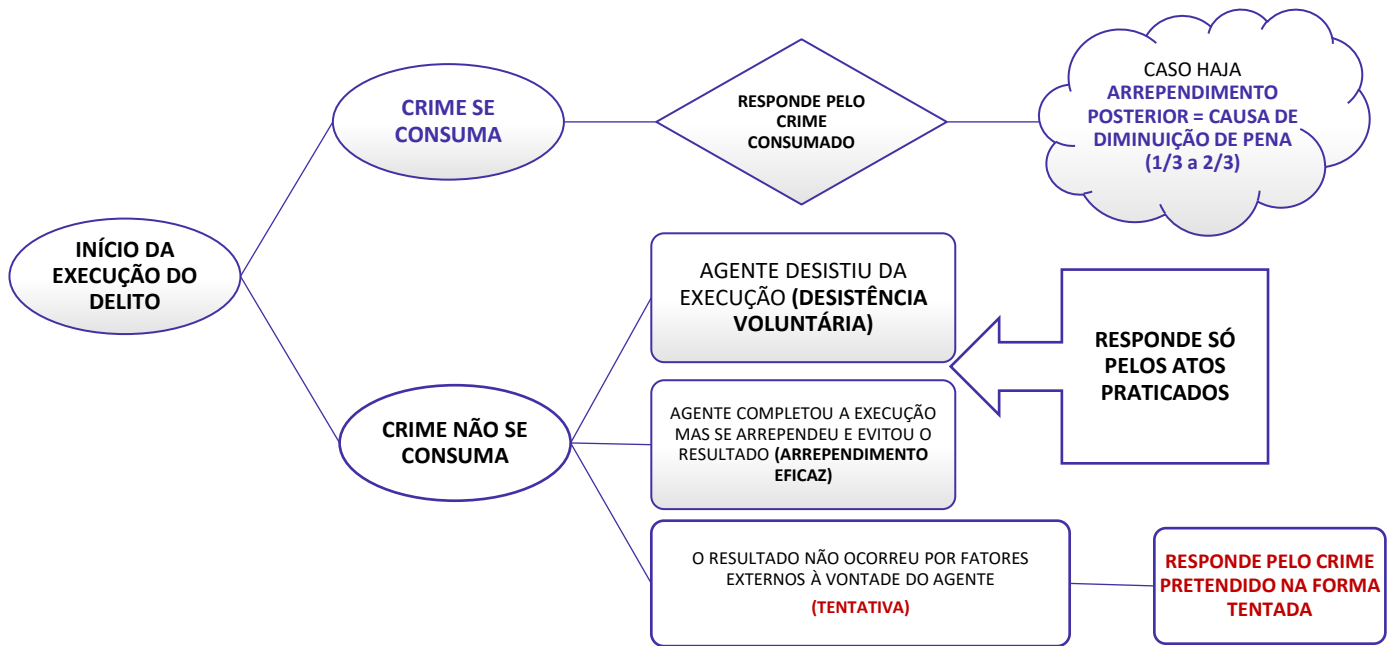 INÍCIO DA
EXECUÇÃO DO
DELITO
CRIME SE
CONSUMA
RESPONDE PELO
CRIME
CONSUMADO
CASO HAJA
ARREPENDIMENTO
POSTERIOR = CAUSA DE
DIMINUIÇÃO DE PENA
(1/3 a 2/3)
CRIME NÃO SE
CONSUMA
AGENTE DESISTIU DA
EXECUÇÃO (DESISTÊNCIA
VOLUNTÁRIA)
AGENTE COMPLETOU A EXECUÇÃO
MAS SE ARREPENDEU E EVITOU O
RESULTADO (ARREPENDIMENTO
EFICAZ)
RESPONDE SÓ
PELOS ATOS
PRATICADOS
O RESULTADO NÃO OCORREU POR FATORES
EXTERNOS À VONTADE DO AGENTE
(TENTATIVA)
RESPONDE PELO CRIME
PRETENDIDO NA FORMA
TENTADA